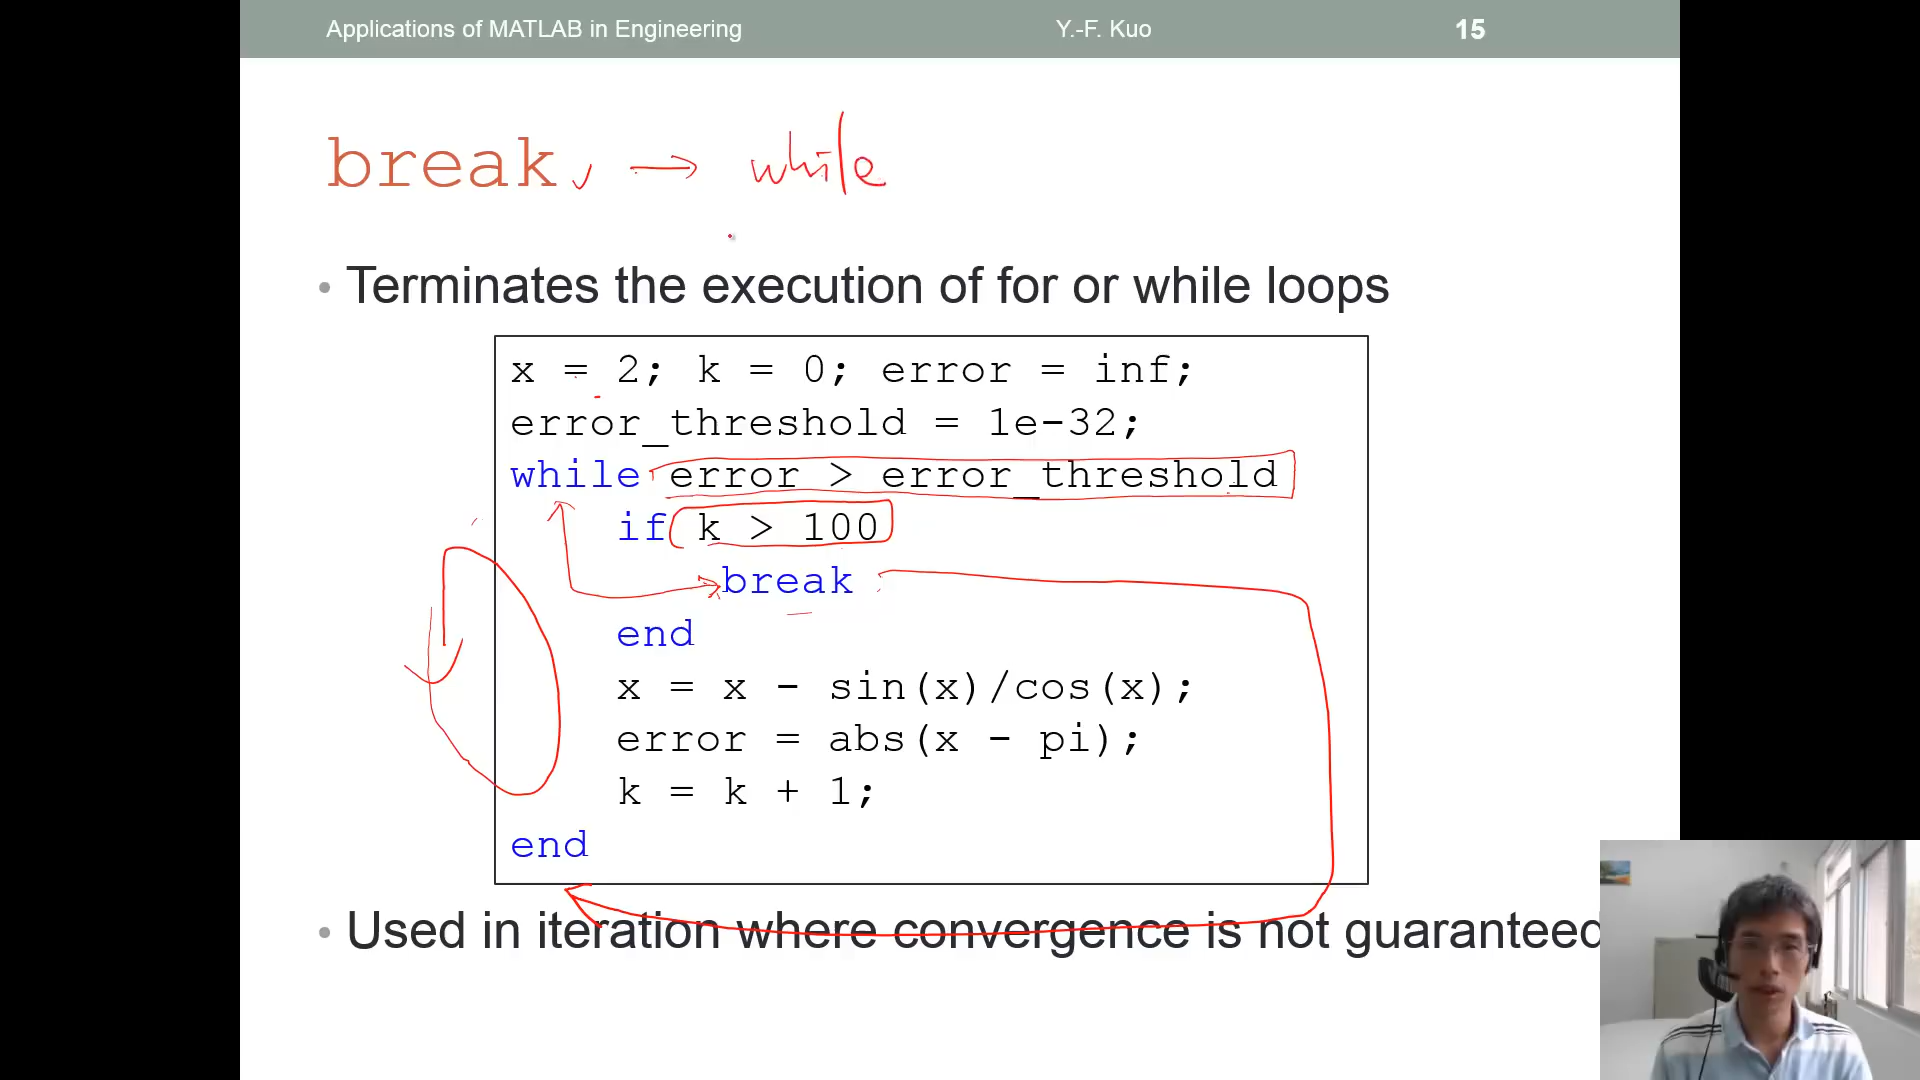 Applications of MATLAB in Engineering Y.-F. Kuo 15
break → while
• Terminates the execution of for or while loops
x = 2; k = 0; error = inf;
error_threshold = 1e-32;
while error > error_threshold
if k > 100
break
end
x = x - sin(x)/cos(x);
error = abs(x - pi);
k = k + 1;
end
• Used in iteration where convergence is not guaranteed